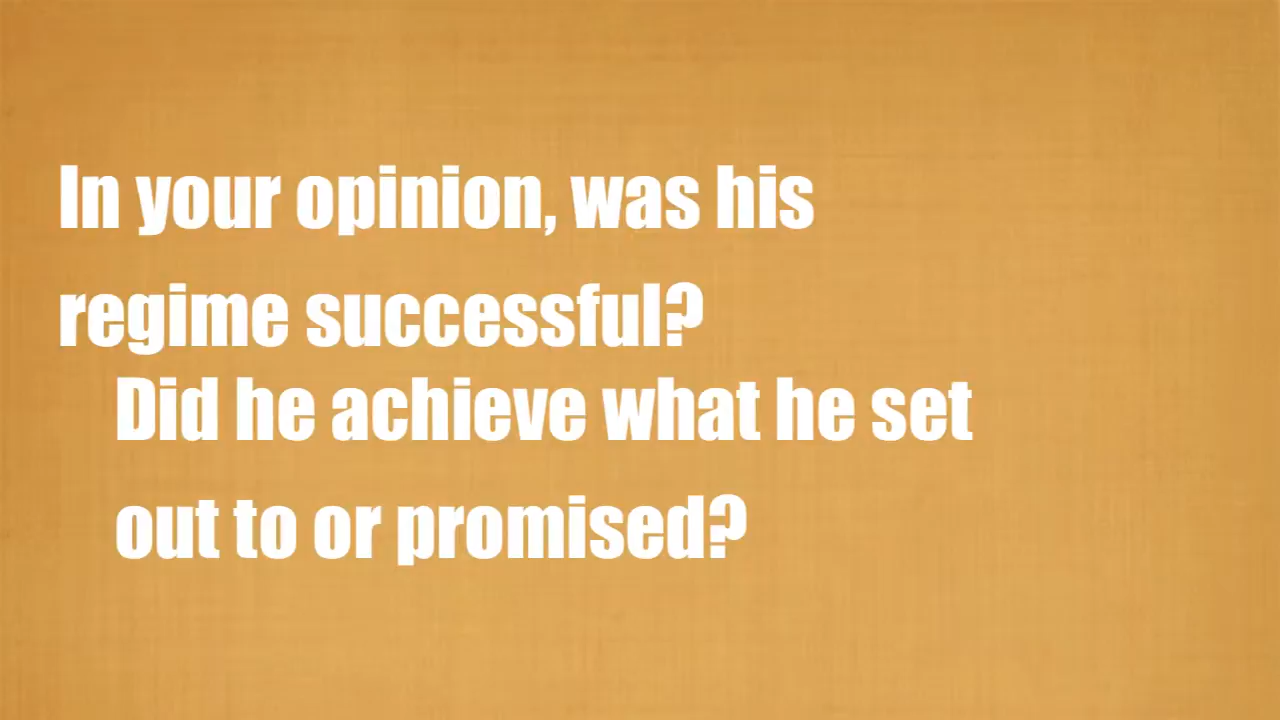 In your opinion, was his
regime successful?
Did he achieve what he set
out to or promised?